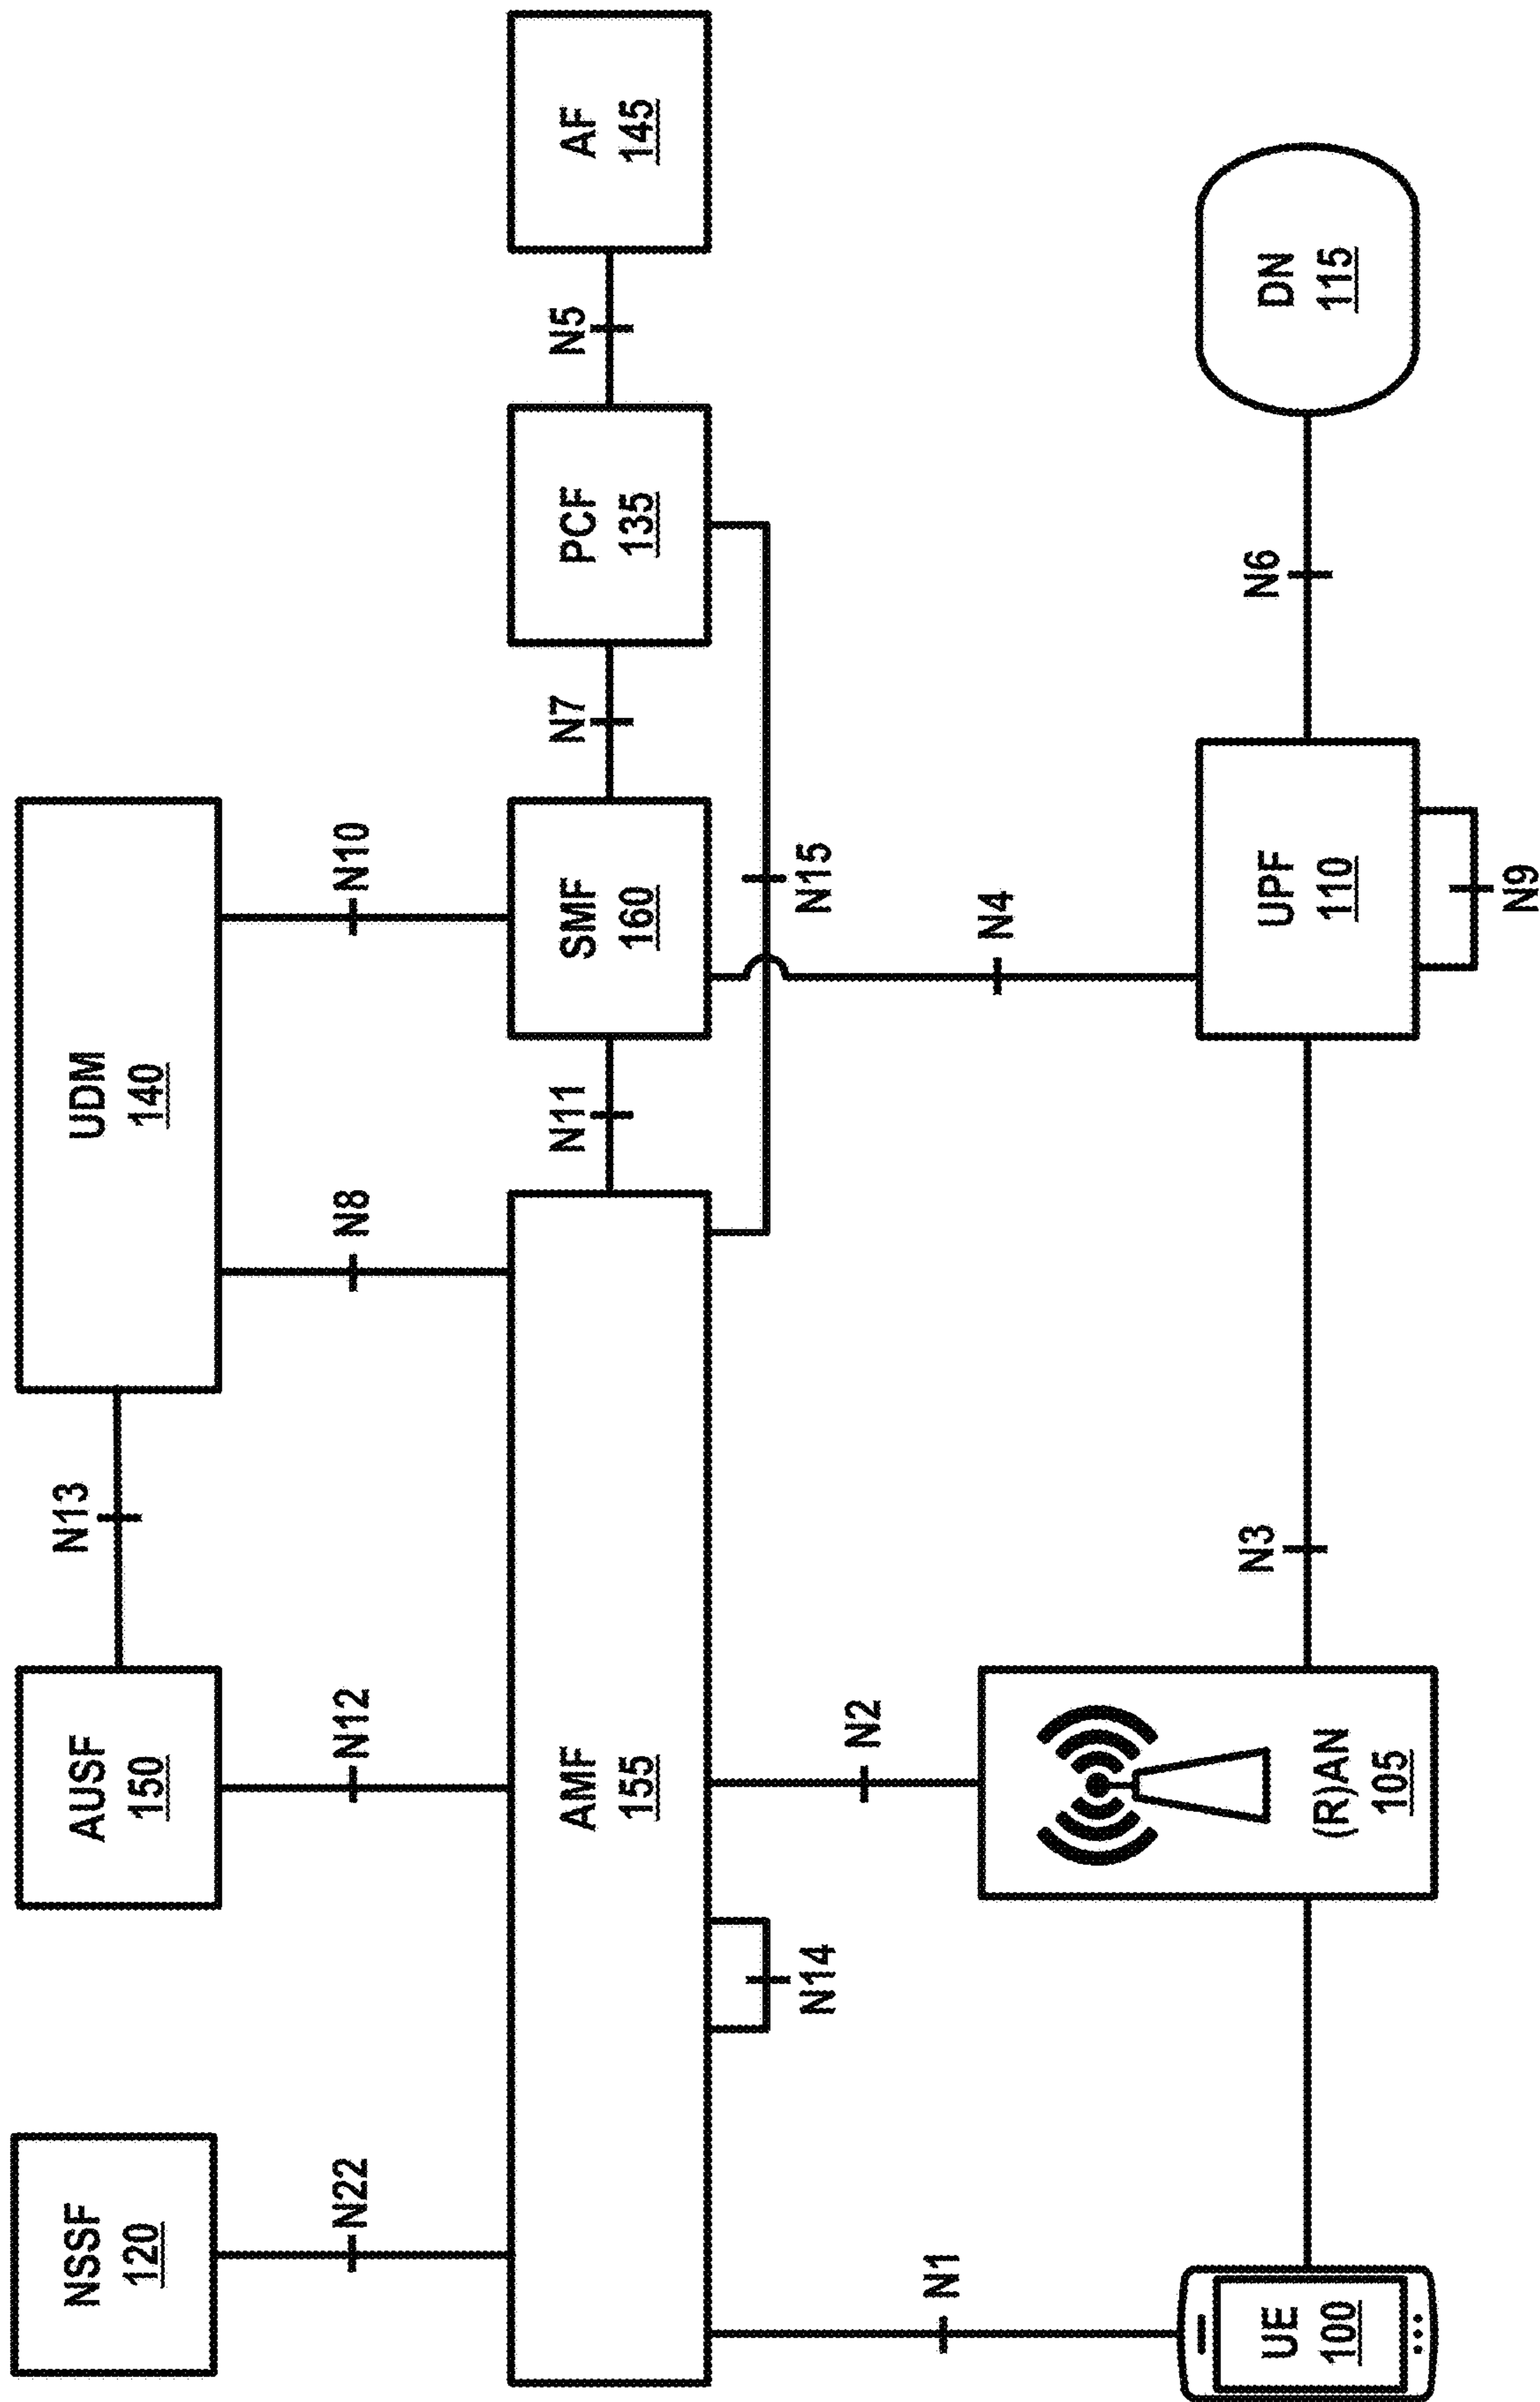 NSSF
120
AUSF
150
N13
UDM
140
N22
N12
N8
N10
AMF
155
N11
SMF
160
N7
PCF
135
N5
AF
145
N14
N15
N1
N2
N4
UE
100
(R)AN
105
N3
UPF
110
N6
DN
115
N9